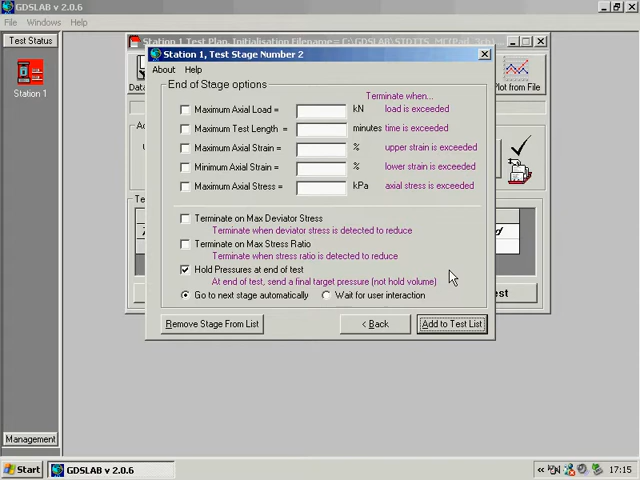 GDSLAB v 2.0.6
File Windows Help
Test Status
Station 1
Station 1, Test Stage Number 2
About Help
End of Stage options
Terminate when...
Maximum Axial Load = kN load is exceeded
Maximum Test Length = minutes time is exceeded
Maximum Axial Strain = % upper strain is exceeded
Minimum Axial Strain = % lower strain is exceeded
Maximum Axial Stress = kPa axial stress is exceeded
Terminate on Max Deviator Stress
Terminate when deviator stress is detected to reduce
Terminate on Max Stress Ratio
Terminate when stress ratio is detected to reduce
Hold Pressures at end of test
At end of test, send a final target pressure (not hold volume)
Go to next stage automatically Wait for user interaction
Remove Stage From List < Back Add to Test List
Plot from File
Management
Start GDSLAB v 2.0.6 « 17:15